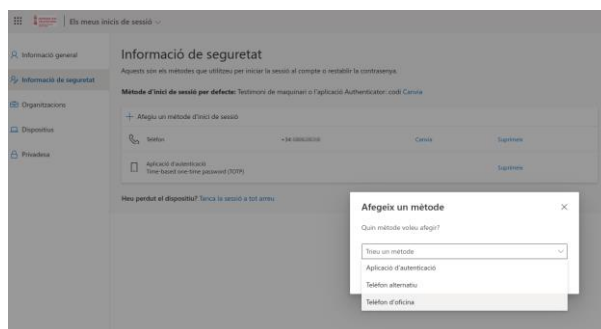 Els meus inicis de sessió
Informació general
Informació de seguretat
Organitzacions
Dispositius
Privadesa
Informació de seguretat
Aquests són els mètodes que utilitzeu per iniciar la sessió al compte o restablir la contrasenya.
Mètode d'inici de sessió per defecte: Testimoni de maquinari o l'aplicació Authenticator: codi Canvia
+ Afegiu un mètode d'inici de sessió
Telèfon +34 Canvia Suprimeix
Aplicació d'autenticació Suprimeix
Time-based one-time password (TOTP)
Heu perdut el dispositiu? Tanca la sessió a tot arreu
Afegeix un mètode
Quin mètode voleu afegir?
Trieu un mètode
Aplicació d'autenticació
Telèfon alternatiu
Telèfon d'oficina